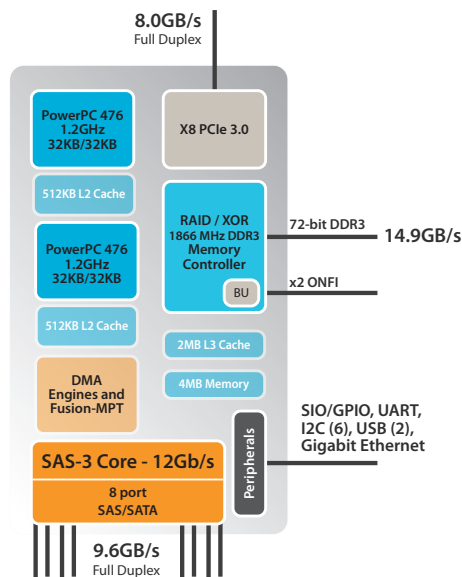 8.0GB/s
Full Duplex
PowerPC 476
1.2GHz
32KB/32KB
X8 PCIe 3.0
512KB L2 Cache
RAID / XOR
1866 MHz DDR3
Memory
Controller
BU
72-bit DDR3
14.9GB/s
x2 ONFI
PowerPC 476
1.2GHz
32KB/32KB
512KB L2 Cache
2MB L3 Cache
4MB Memory
DMA
Engines and
Fusion-MPT
SIO/GPIO, UART,
I2C (6), USB (2),
Gigabit Ethernet
Peripherals
SAS-3 Core - 12Gb/s
8 port
SAS/SATA
9.6GB/s
Full Duplex